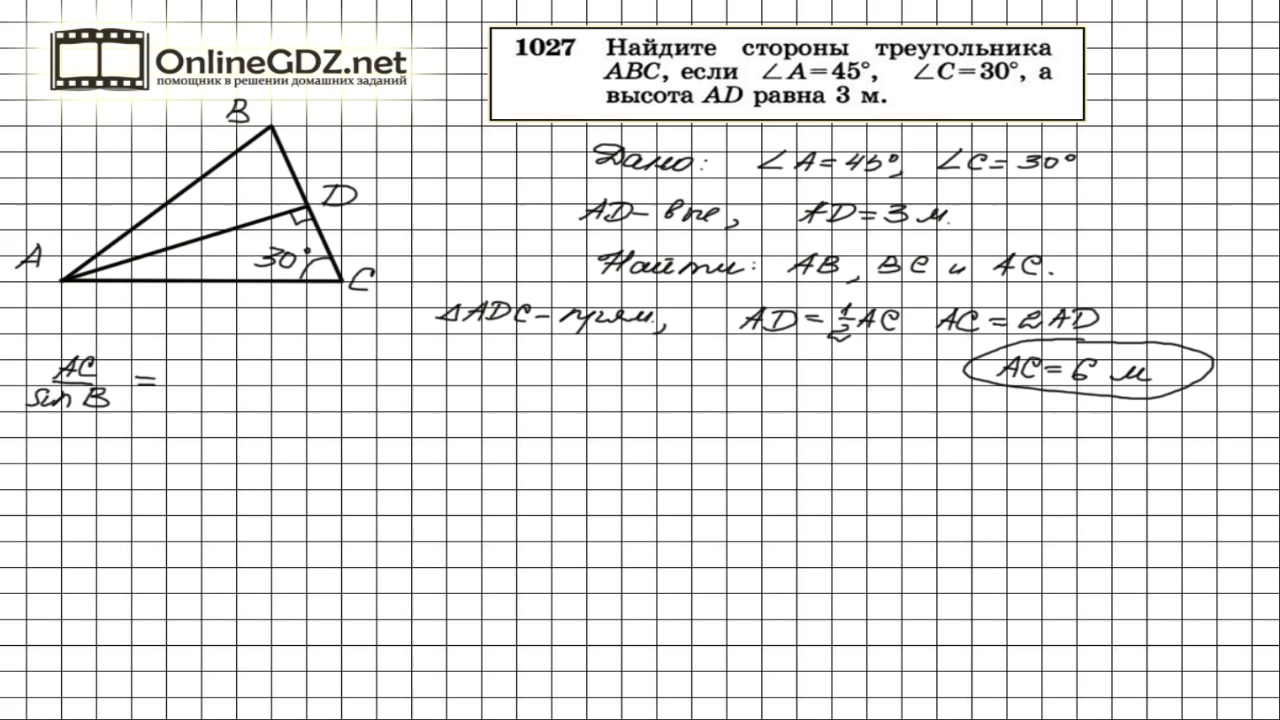 OnlineGDZ.net
помощник в решении домашних заданий
1027 Найдите стороны треугольника
ABC, если ∠A=45°, ∠C=30°, а
высота AD равна 3 м.
B
D
A
30°
C
Дано: ∠A=45°, ∠C=30°
AD-выс, AD=3 м.
Найти: AB, BC и AC.
△ADC-прям., AD=1/2 AC AC=2AD
AC=6 м
AC/sin B =